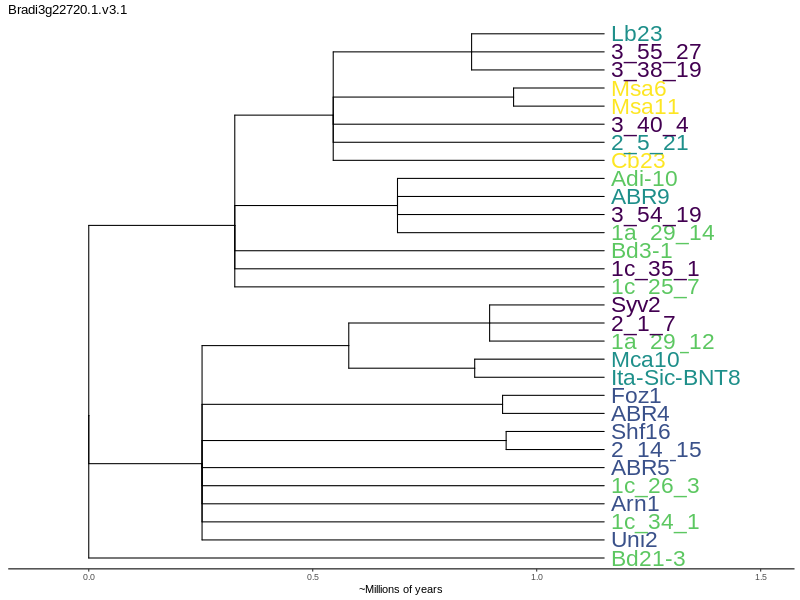 Bradi3g22720.1.v3.1
Lb23
3_55_27
3_38_19
Msa6
Msa11
3_40_4
2_5_21
Cb23
Adi-10
ABR9
3_54_19
1a_29_14
Bd3-1
1c_35_1
1c_25_7
Syv2
2_1_7
1a_29_12
Mca10
Ita-Sic-BNT8
Foz1
ABR4
Shf16
2_14_15
ABR5
1c_26_3
Arn1
1c_34_1
Uni2
Bd21-3
0.0 0.5 1.0 1.5
~Millions of years